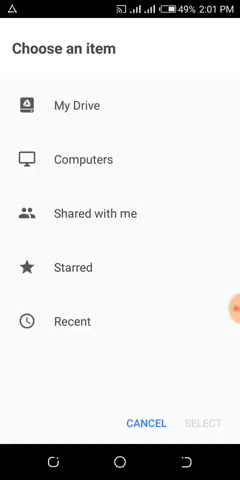 49% 2:01 PM
Choose an item
My Drive
Computers
Shared with me
Starred
Recent
CANCEL SELECT